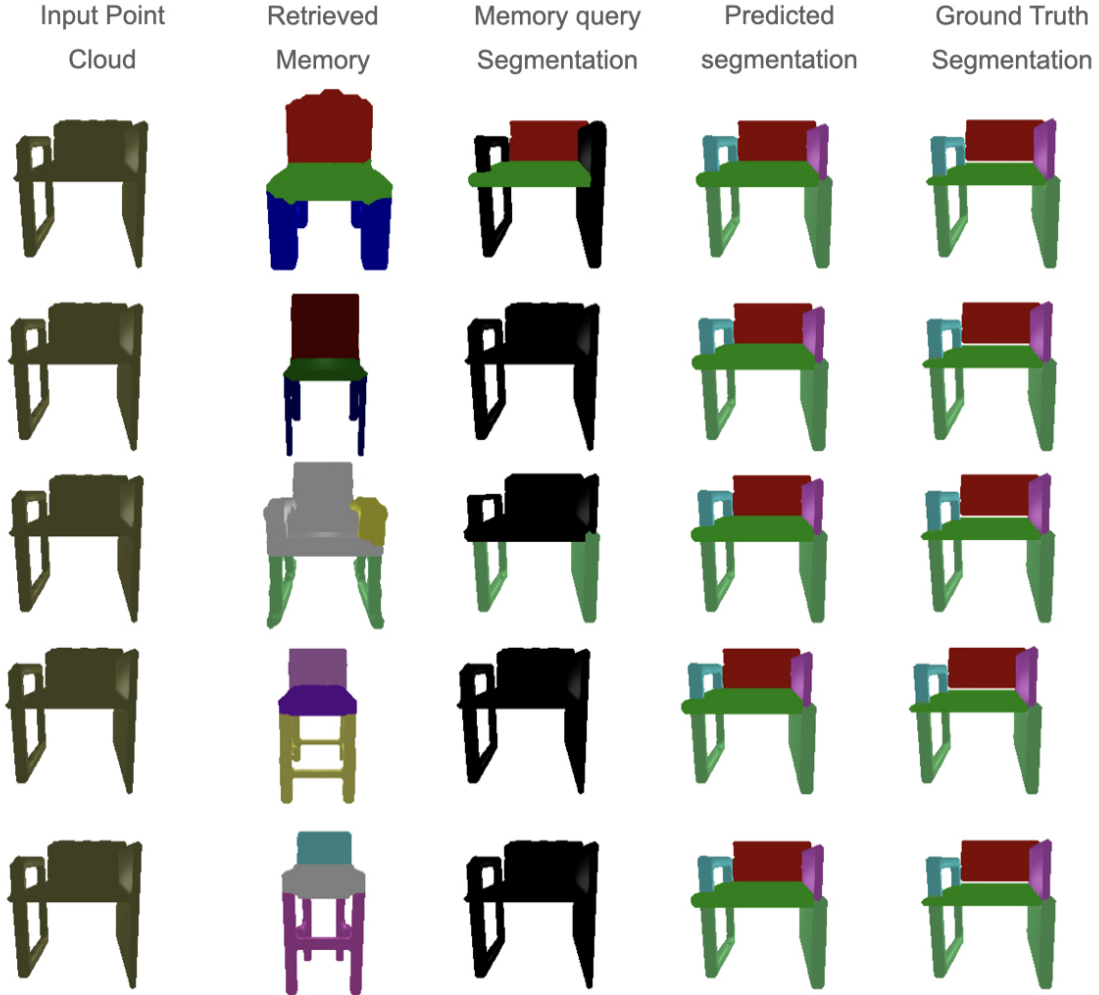 Input Point Cloud
Retrieved Memory
Memory query Segmentation
Predicted segmentation
Ground Truth Segmentation